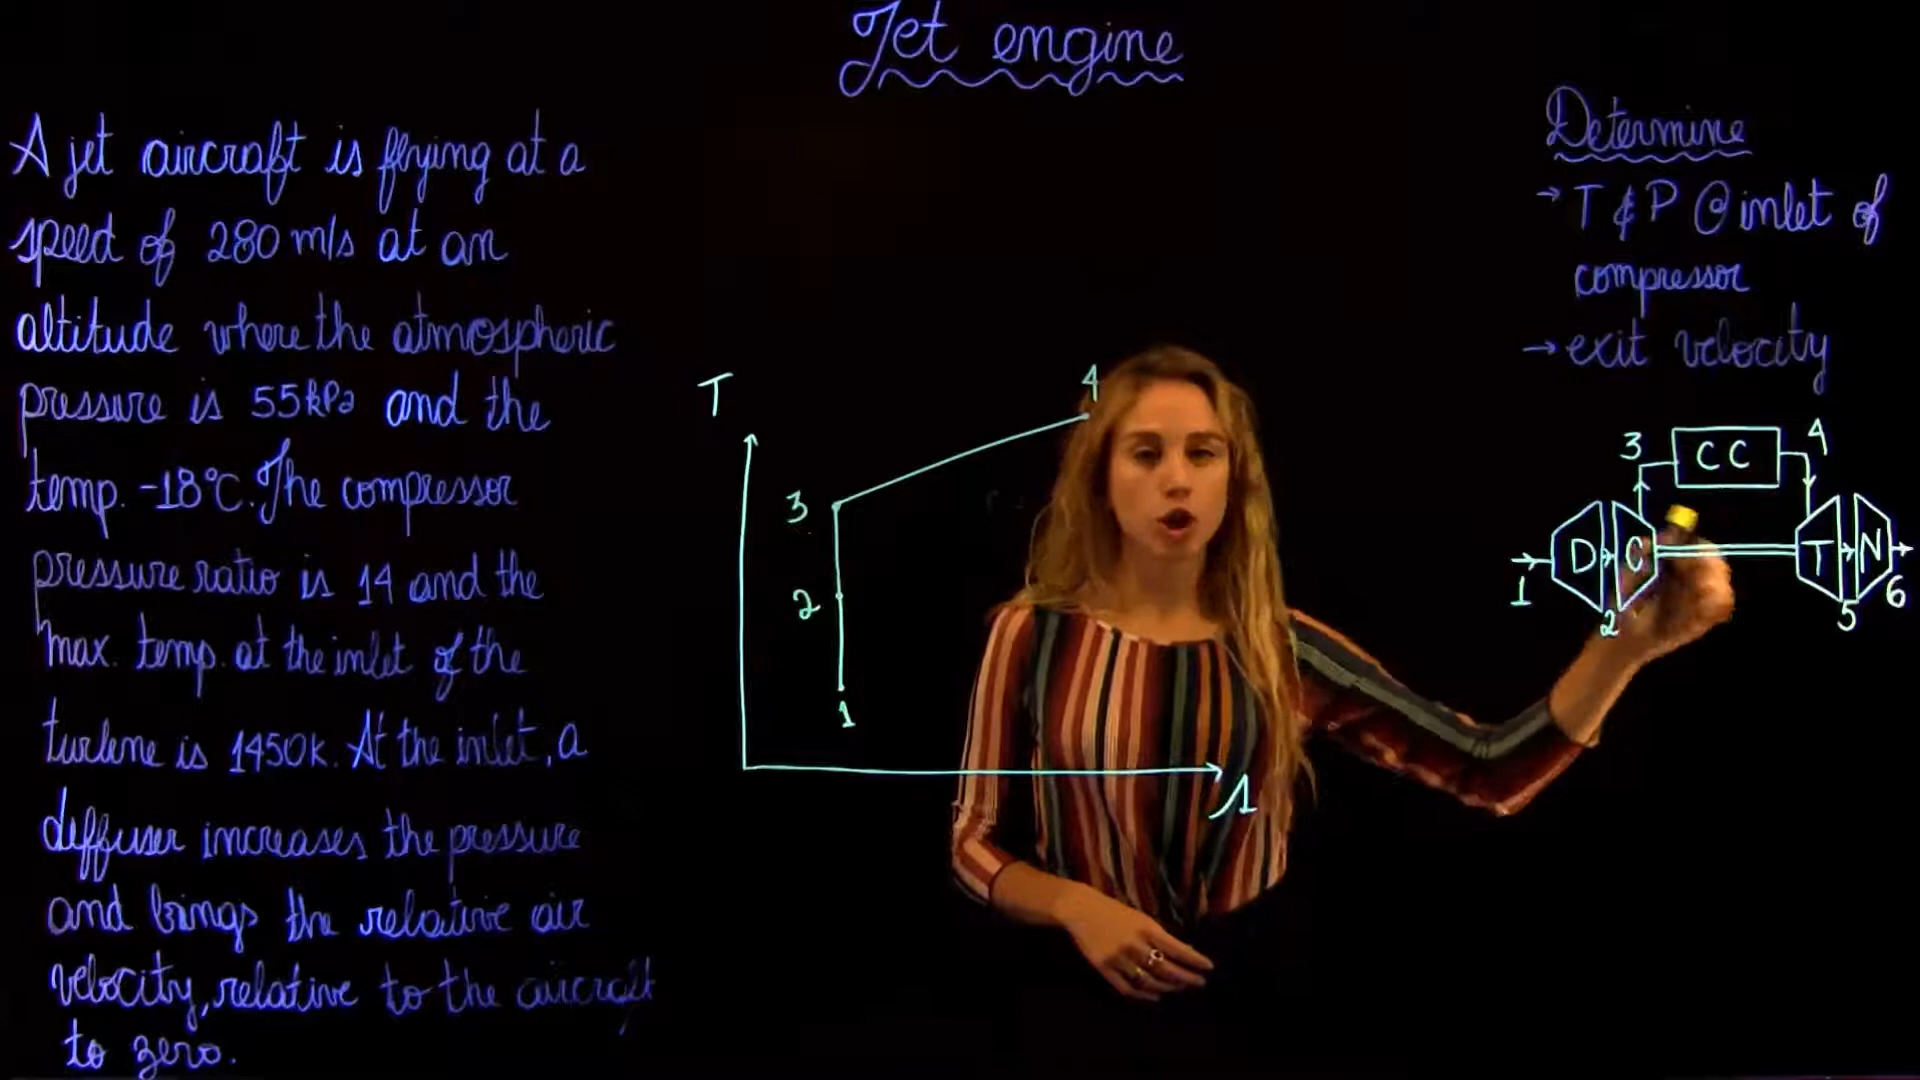 Jet engine
A jet aircraft is flying at a
speed of 280 m/s at an
altitude where the atmospheric
pressure is 55kPa and the
temp. -18°C. The compressor
pressure ratio is 14 and the
max. temp. at the inlet of the
turbine is 1450K. At the inlet, a
diffuser increases the pressure
and brings the relative air
velocity, relative to the aircraft
to zero.
T
4
3
2
1
s
Determine
→ T & P @ inlet of
compressor
→ exit velocity
3 CC 4
D C T N
1 2 5 6